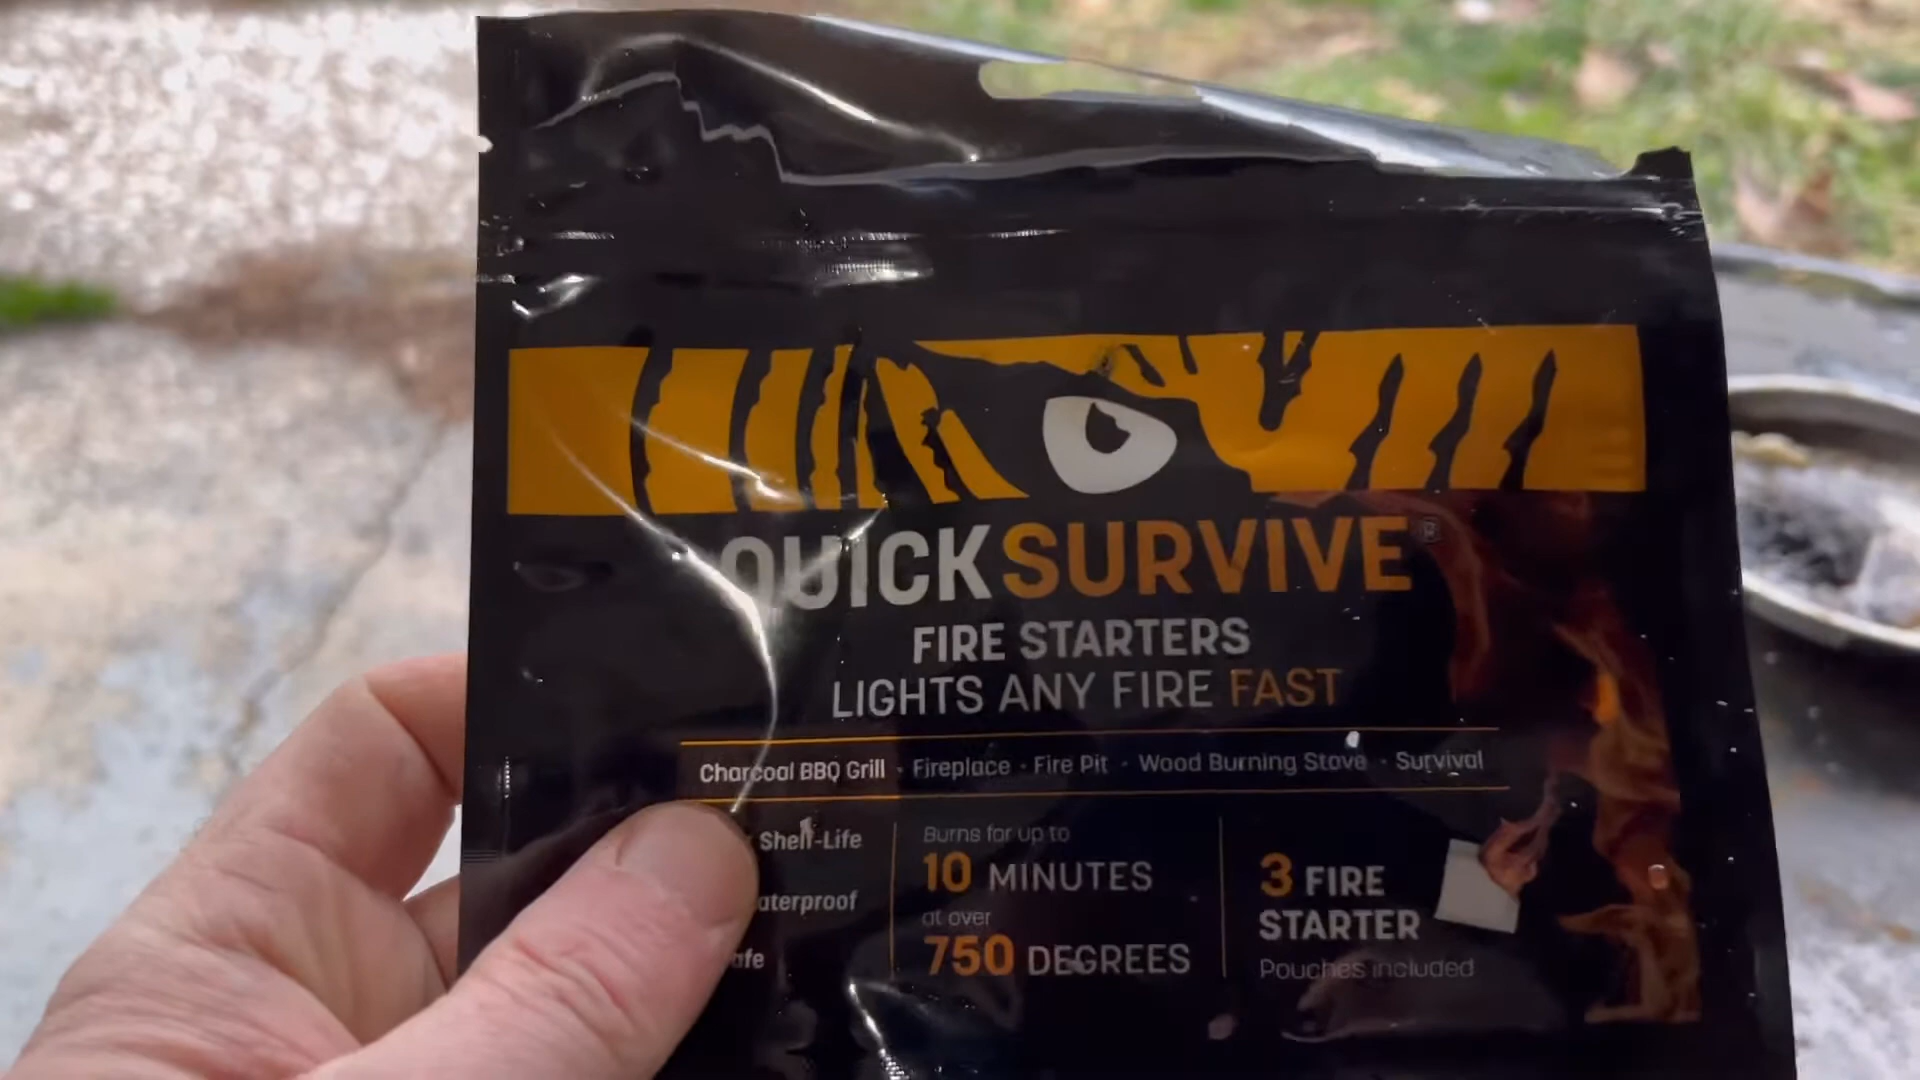 QUICKSURVIVE®
FIRE STARTERS
LIGHTS ANY FIRE FAST
Charcoal BBQ Grill · Fireplace · Fire Pit · Wood Burning Stove · Survival
Shelf-Life
Burns for up to
10 MINUTES
at over
750 DEGREES
3 FIRE
STARTER
Pouches included